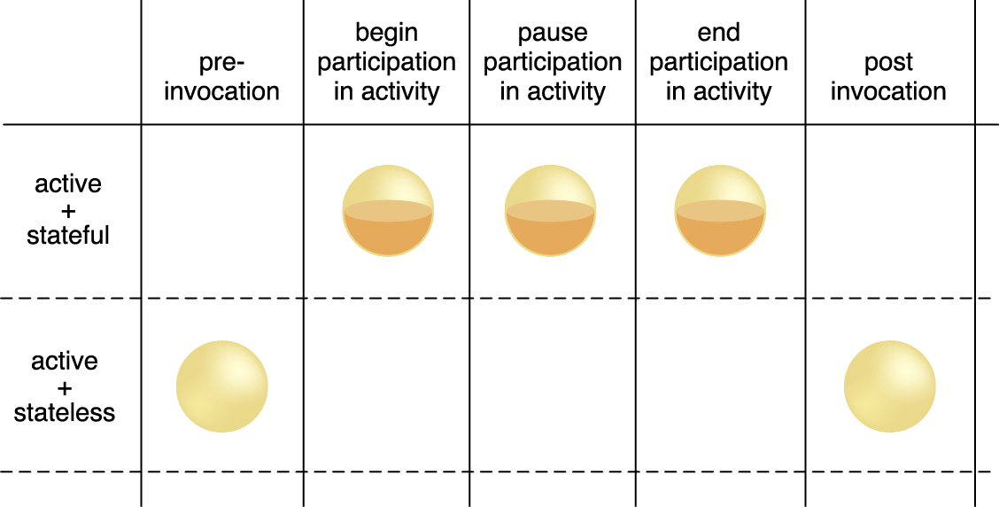 pre-
invocation
begin
participation
in activity
pause
participation
in activity
end
participation
in activity
post
invocation
active
+
stateful
active
+
stateless